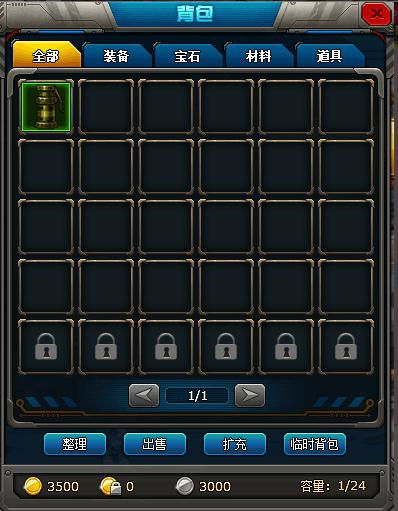 背包
全部 装备 宝石 材料 道具
1/1
整理 出售 扩充 临时背包
3500 0 3000 容量：1/24